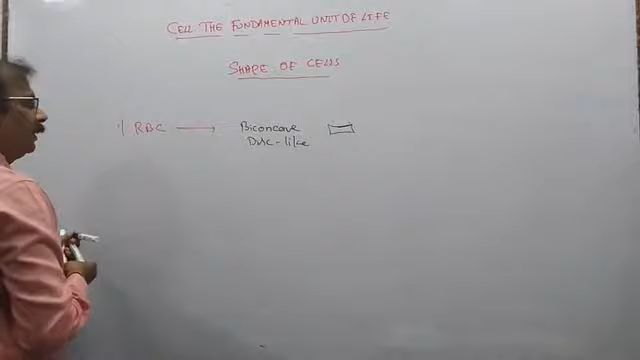 CELL THE FUNDAMENTAL UNIT OF LIFE
SHAPE OF CELLS
1) RBC → Biconcave
Disc-like